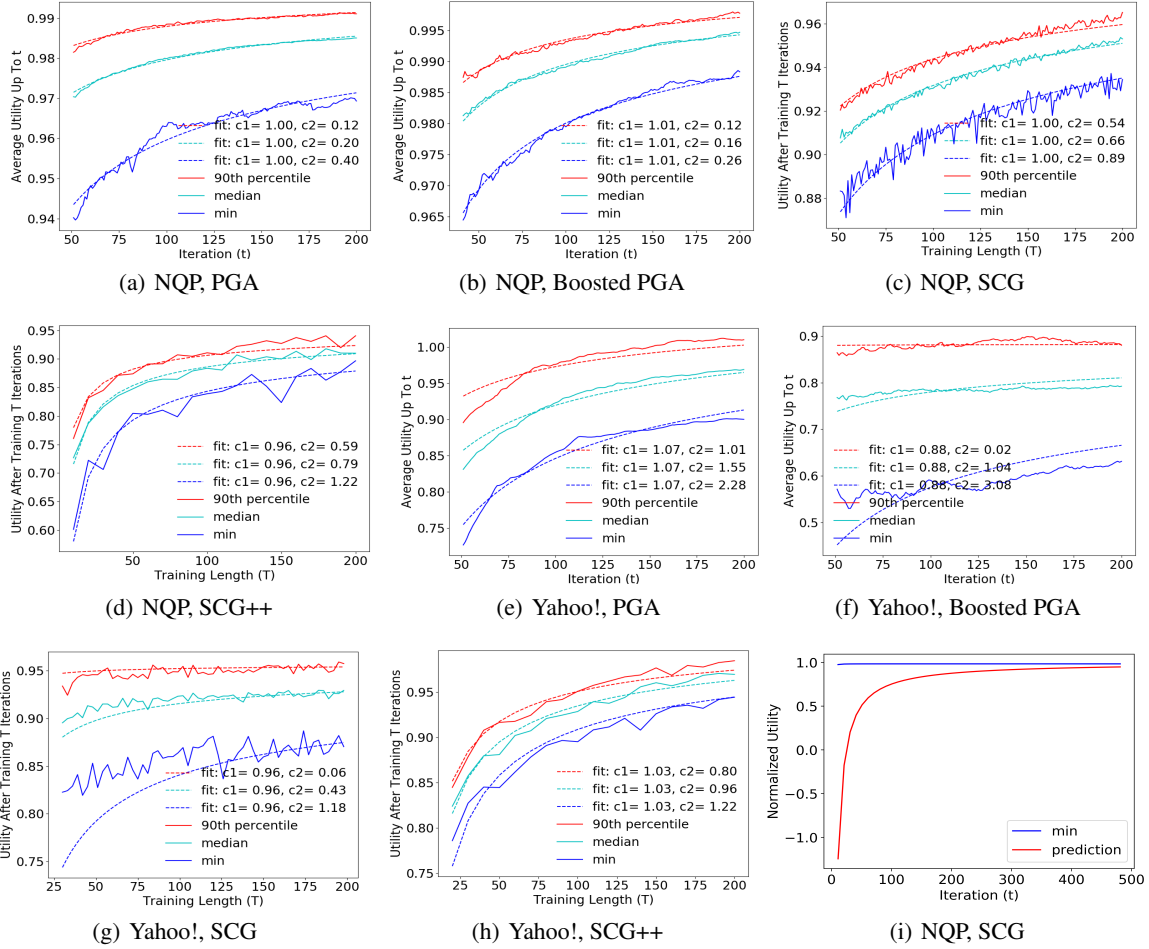 Average Utility Up To t
0.99
0.98
0.97
0.96
0.95
0.94
fit: c1= 1.00, c2= 0.12
fit: c1= 1.00, c2= 0.20
fit: c1= 1.00, c2= 0.40
90th percentile
median
min
50 75 100 125 150 175 200
Iteration (t)
(a) NQP, PGA
Average Utility Up To t
0.995
0.990
0.985
0.980
0.975
0.970
0.965
fit: c1= 1.01, c2= 0.12
fit: c1= 1.01, c2= 0.16
fit: c1= 1.01, c2= 0.26
90th percentile
median
min
50 75 100 125 150 175 200
Iteration (t)
(b) NQP, Boosted PGA
Utility After Training T Iterations
0.96
0.94
0.92
0.90
0.88
fit: c1= 1.00, c2= 0.54
fit: c1= 1.00, c2= 0.66
fit: c1= 1.00, c2= 0.89
90th percentile
median
min
50 75 100 125 150 175 200
Training Length (T)
(c) NQP, SCG
Utility After Training T Iterations
0.95
0.90
0.85
0.80
0.75
0.70
0.65
0.60
fit: c1= 0.96, c2= 0.59
fit: c1= 0.96, c2= 0.79
fit: c1= 0.96, c2= 1.22
90th percentile
median
min
50 100 150 200
Training Length (T)
(d) NQP, SCG++
Average Utility Up To t
1.00
0.95
0.90
0.85
0.80
0.75
fit: c1= 1.07, c2= 1.01
fit: c1= 1.07, c2= 1.55
fit: c1= 1.07, c2= 2.28
90th percentile
median
min
50 75 100 125 150 175 200
Iteration (t)
(e) Yahoo!, PGA
Average Utility Up To t
0.9
0.8
0.7
0.6
0.5
fit: c1= 0.88, c2= 0.02
fit: c1= 0.88, c2= 1.04
fit: c1= 0.88, c2= 3.08
90th percentile
median
min
50 75 100 125 150 175 200
Iteration (t)
(f) Yahoo!, Boosted PGA
Utility After Training T Iterations
0.95
0.90
0.85
0.80
0.75
fit: c1= 0.96, c2= 0.06
fit: c1= 0.96, c2= 0.43
fit: c1= 0.96, c2= 1.18
90th percentile
median
min
25 50 75 100 125 150 175 200
Training Length (T)
(g) Yahoo!, SCG
Utility After Training T Iterations
0.95
0.90
0.85
0.80
0.75
fit: c1= 1.03, c2= 0.80
fit: c1= 1.03, c2= 0.96
fit: c1= 1.03, c2= 1.22
90th percentile
median
min
20 50 75 100 125 150 175 200
Training Length (T)
(h) Yahoo!, SCG++
Normalized Utility
1.0
0.5
0.0
−0.5
−1.0
min
prediction
0 100 200 300 400 500
Iteration (t)
(i) NQP, SCG